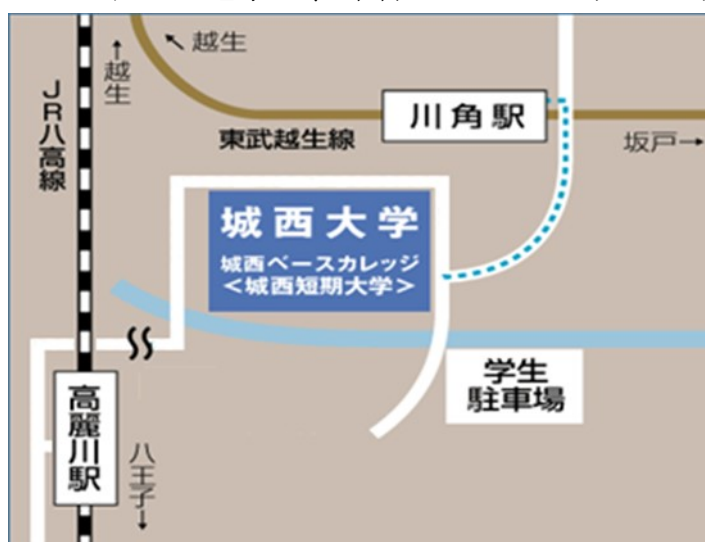 越生
越生
JR八高線
川角駅
東武越生線
坂戸
城西大学
城西ベースカレッジ
<城西短期大学>
学生
駐車場
高麗川駅
八王子